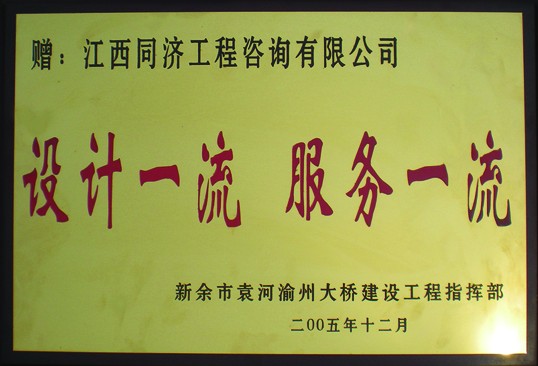 赠：江西同济工程咨询有限公司
设计一流 服务一流
新余市袁河渝州大桥建设工程指挥部
二00五年十二月